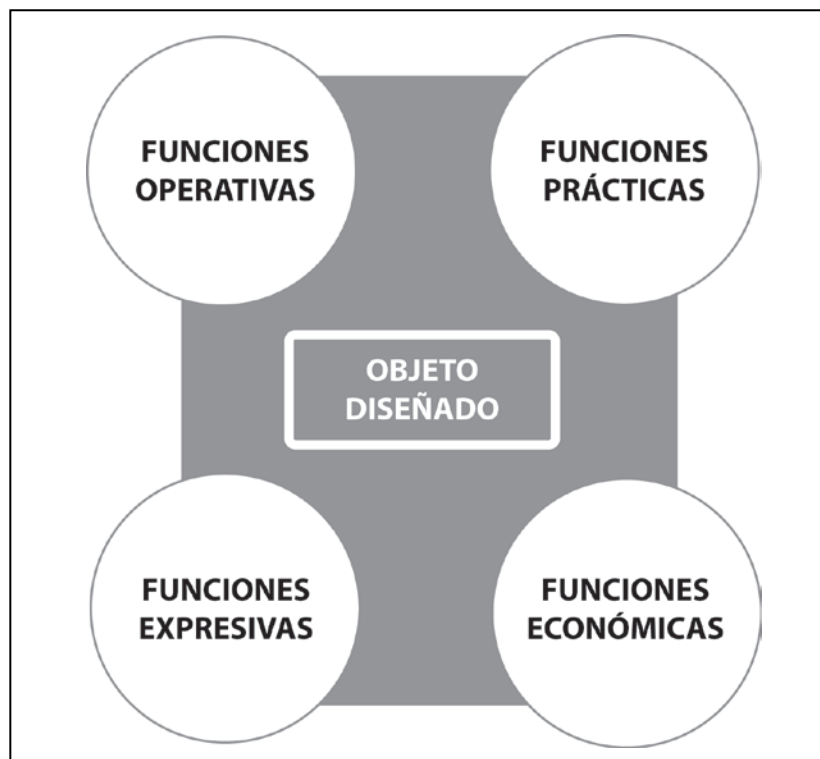 FUNCIONES
OPERATIVAS
FUNCIONES
PRÁCTICAS
OBJETO
DISEÑADO
FUNCIONES
EXPRESIVAS
FUNCIONES
ECONÓMICAS